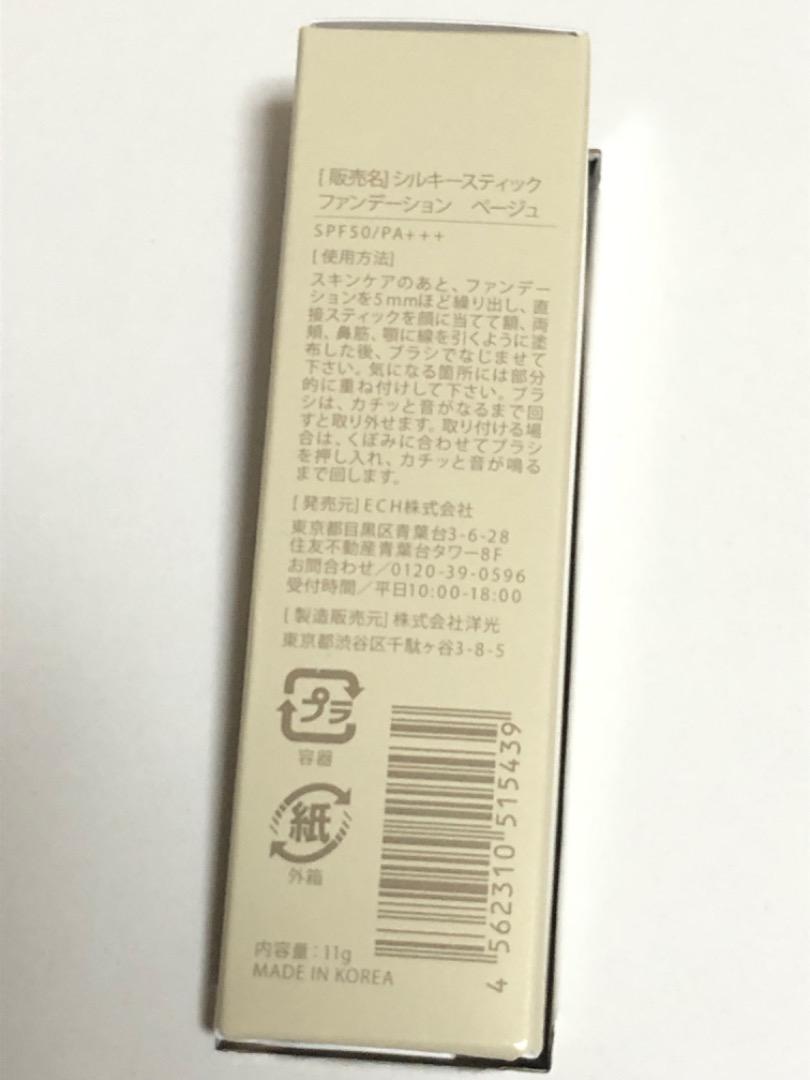 [販売名]シルキースティック
ファンデーション　ベージュ
SPF50/PA+++
[使用方法]
スキンケアのあと、ファンデー
ションを5mmほど繰り出し、直
接スティックを顔に当てて額、両
頬、鼻筋、顎に線を引くように塗
布した後、ブラシでなじませて
下さい。気になる箇所には部分
的に重ね付けして下さい。ブラ
シは、カチッと音がなるまで回
すと取り外せます。取り付ける場
合は、くぼみに合わせてブラシ
を押し入れ、カチッと音が鳴る
まで回します。
[発売元]ECH株式会社
東京都目黒区青葉台3-6-28
住友不動産青葉台タワー8F
お問合わせ／0120-39-0596
受付時間／平日10:00-18:00
[製造販売元]株式会社洋光
東京都渋谷区千駄ヶ谷3-8-5
プラ
容器
紙
外箱
4 562310 515439
内容量：11g
MADE IN KOREA